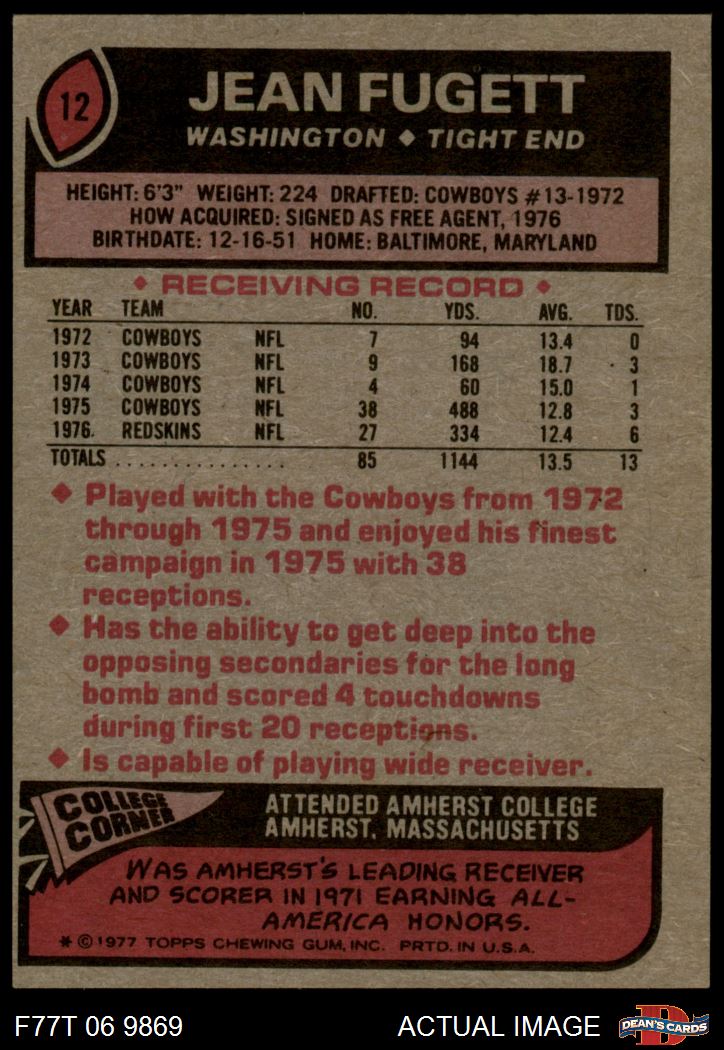 12
JEAN FUGETT
WASHINGTON ◆ TIGHT END
HEIGHT: 6'3" WEIGHT: 224 DRAFTED: COWBOYS #13-1972
HOW ACQUIRED: SIGNED AS FREE AGENT, 1976
BIRTHDATE: 12-16-51 HOME: BALTIMORE, MARYLAND
◆ RECEIVING RECORD ◆
YEAR TEAM NO. YDS. AVG. TDS.
1972 COWBOYS NFL 7 94 13.4 0
1973 COWBOYS NFL 9 168 18.7 3
1974 COWBOYS NFL 4 60 15.0 1
1975 COWBOYS NFL 38 488 12.8 3
1976 REDSKINS NFL 27 334 12.4 6
TOTALS ................ 85 1144 13.5 13
◆ Played with the Cowboys from 1972
through 1975 and enjoyed his finest
campaign in 1975 with 38
receptions.
◆ Has the ability to get deep into the
opposing secondaries for the long
bomb and scored 4 touchdowns
during first 20 receptions.
◆ Is capable of playing wide receiver.
COLLEGE
CORNER
ATTENDED AMHERST COLLEGE
AMHERST, MASSACHUSETTS
WAS AMHERST'S LEADING RECEIVER
AND SCORER IN 1971 EARNING ALL-
AMERICA HONORS.
* © 1977 TOPPS CHEWING GUM, INC. PRTD. IN U.S.A.
F77T 06 9869 ACTUAL IMAGE
D
DEAN'S CARDS